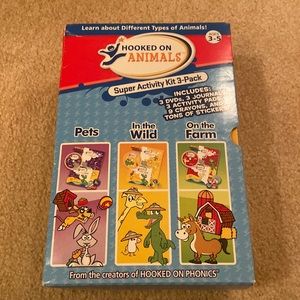 Learn about Different Types of Animals!
AGES 3-5
HOOKED ON
ANIMALS
Super Activity Kit 3-Pack
INCLUDES:
3 DVDS, 3 JOURNALS
3 ACTIVITY PADS
9 CRAYONS, AND
TONS OF STICKERS
Pets
In the
Wild
On the
Farm
From the creators of HOOKED ON PHONICS